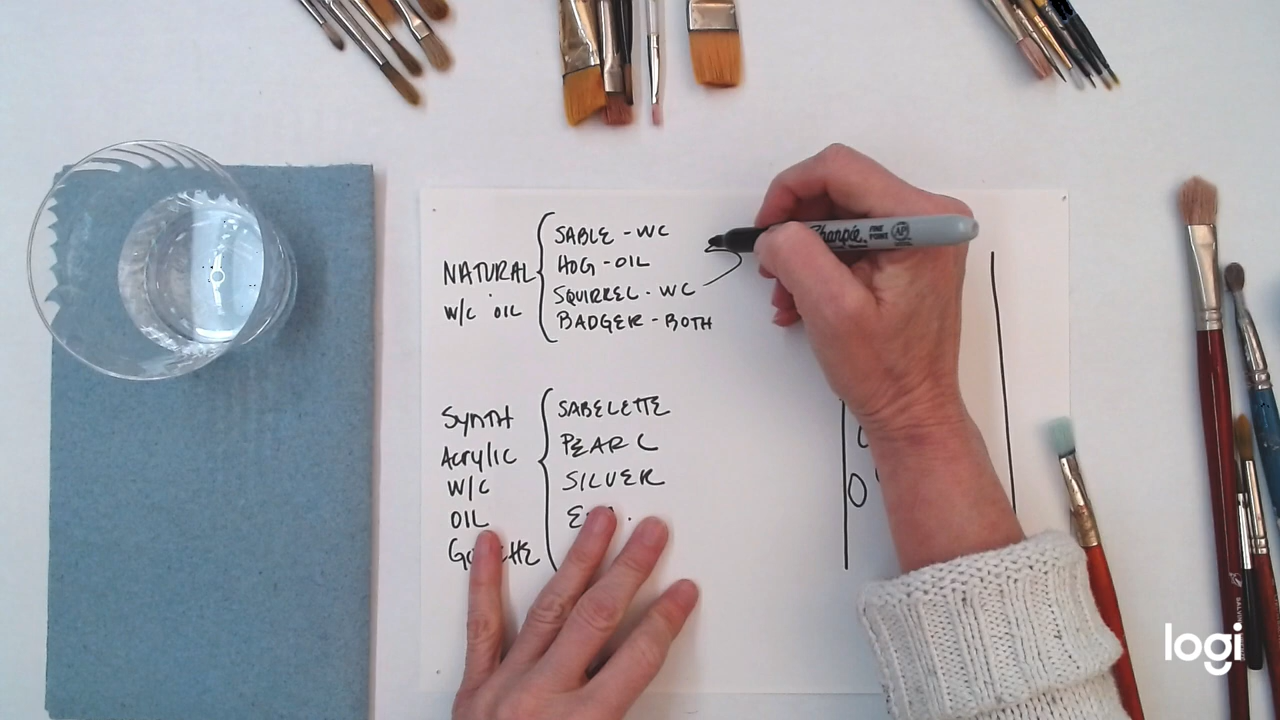 SABLE - WC
HOG - OIL
NATURAL
SQUIRREL - WC
W/C OIL
BADGER - BOTH
SYNTH
SABELETTE
ACRYLIC
PEARL
W/C
SILVER
OIL
Sharpie
FINE POINT
AP
logi